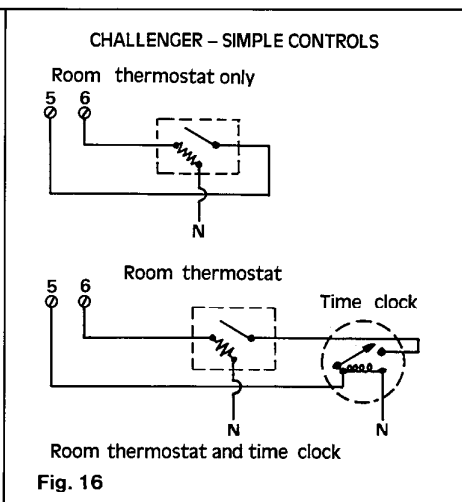 CHALLENGER – SIMPLE CONTROLS
Room thermostat only
5 6
N
Room thermostat
5 6
Time clock
N N
Room thermostat and time clock
Fig. 16